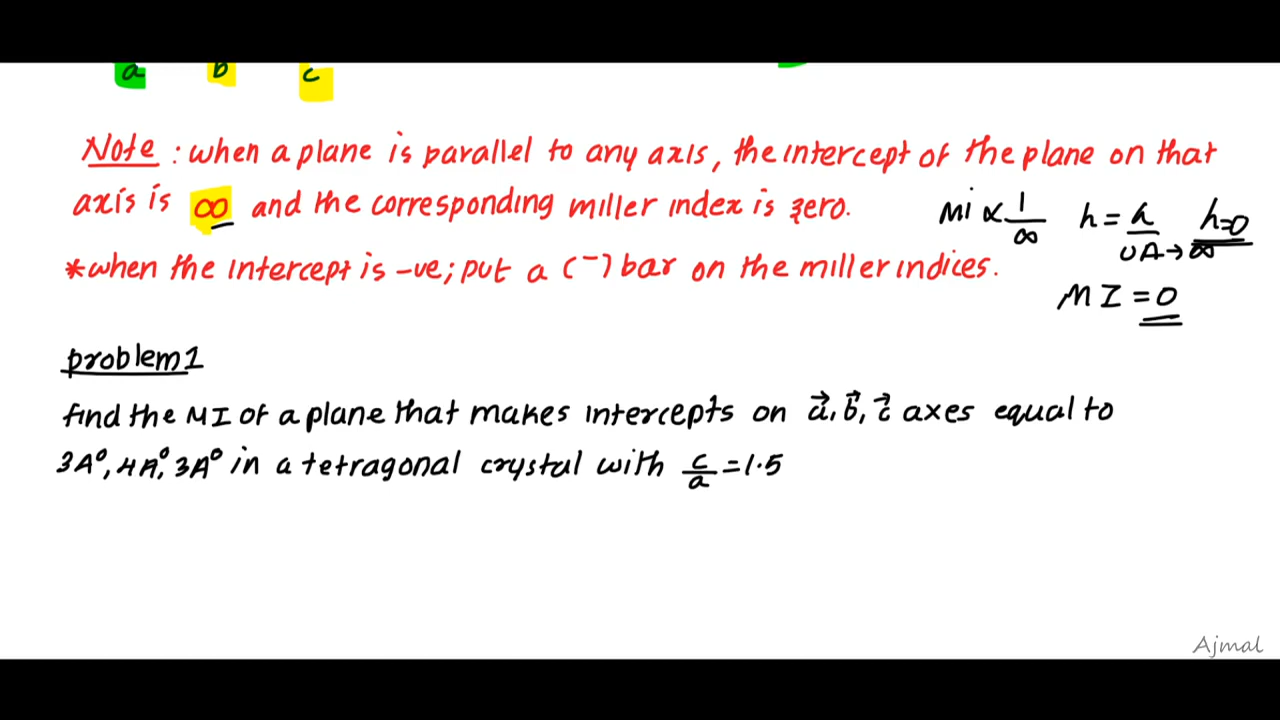 a b c
Note : when a plane is parallel to any axis, the intercept of the plane on that
axis is ∞ and the corresponding miller index is zero.
MI ∝ 1/∞ h = a/OA→∞ h=0
*when the intercept is -ve; put a (-) bar on the miller indices.
MI = 0
problem1
find the MI of a plane that makes intercepts on a⃗, b⃗, c⃗ axes equal to
3A°, 4A°, 3A° in a tetragonal crystal with c/a = 1.5
Ajmal